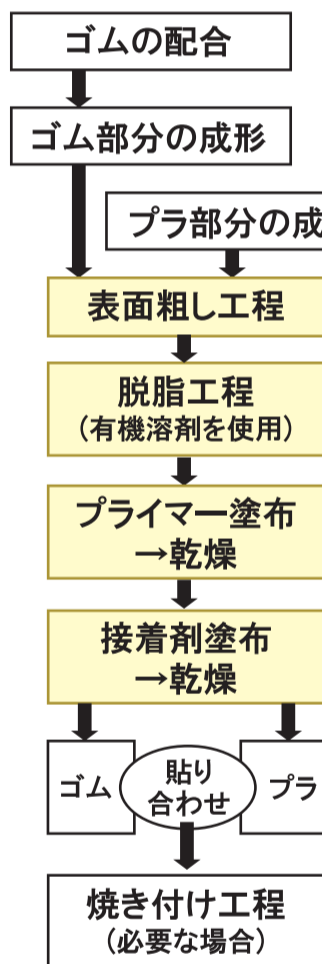 ゴムの配合
ゴム部分の成形
プラ部分の成
表面粗し工程
脱脂工程
（有機溶剤を使用）
プライマー塗布
→乾燥
接着剤塗布
→乾燥
ゴム
貼り
合わせ
プラ
焼き付け工程
（必要な場合）